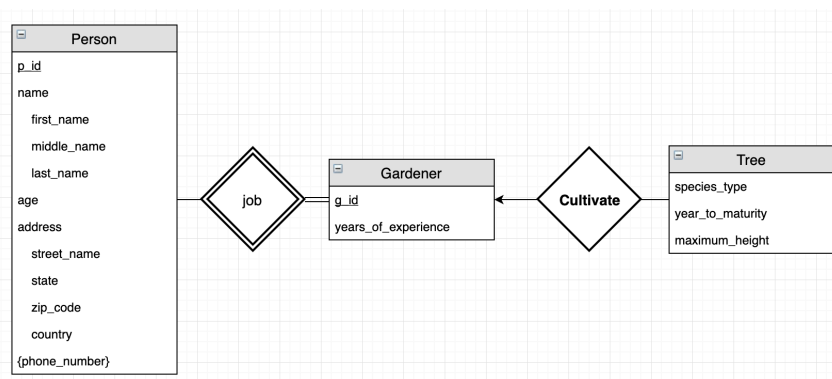 Person
p_id
name
first_name
middle_name
last_name
age
address
street_name
state
zip_code
country
{phone_number}
job
Gardener
g_id
years_of_experience
Cultivate
Tree
species_type
year_to_maturity
maximum_height